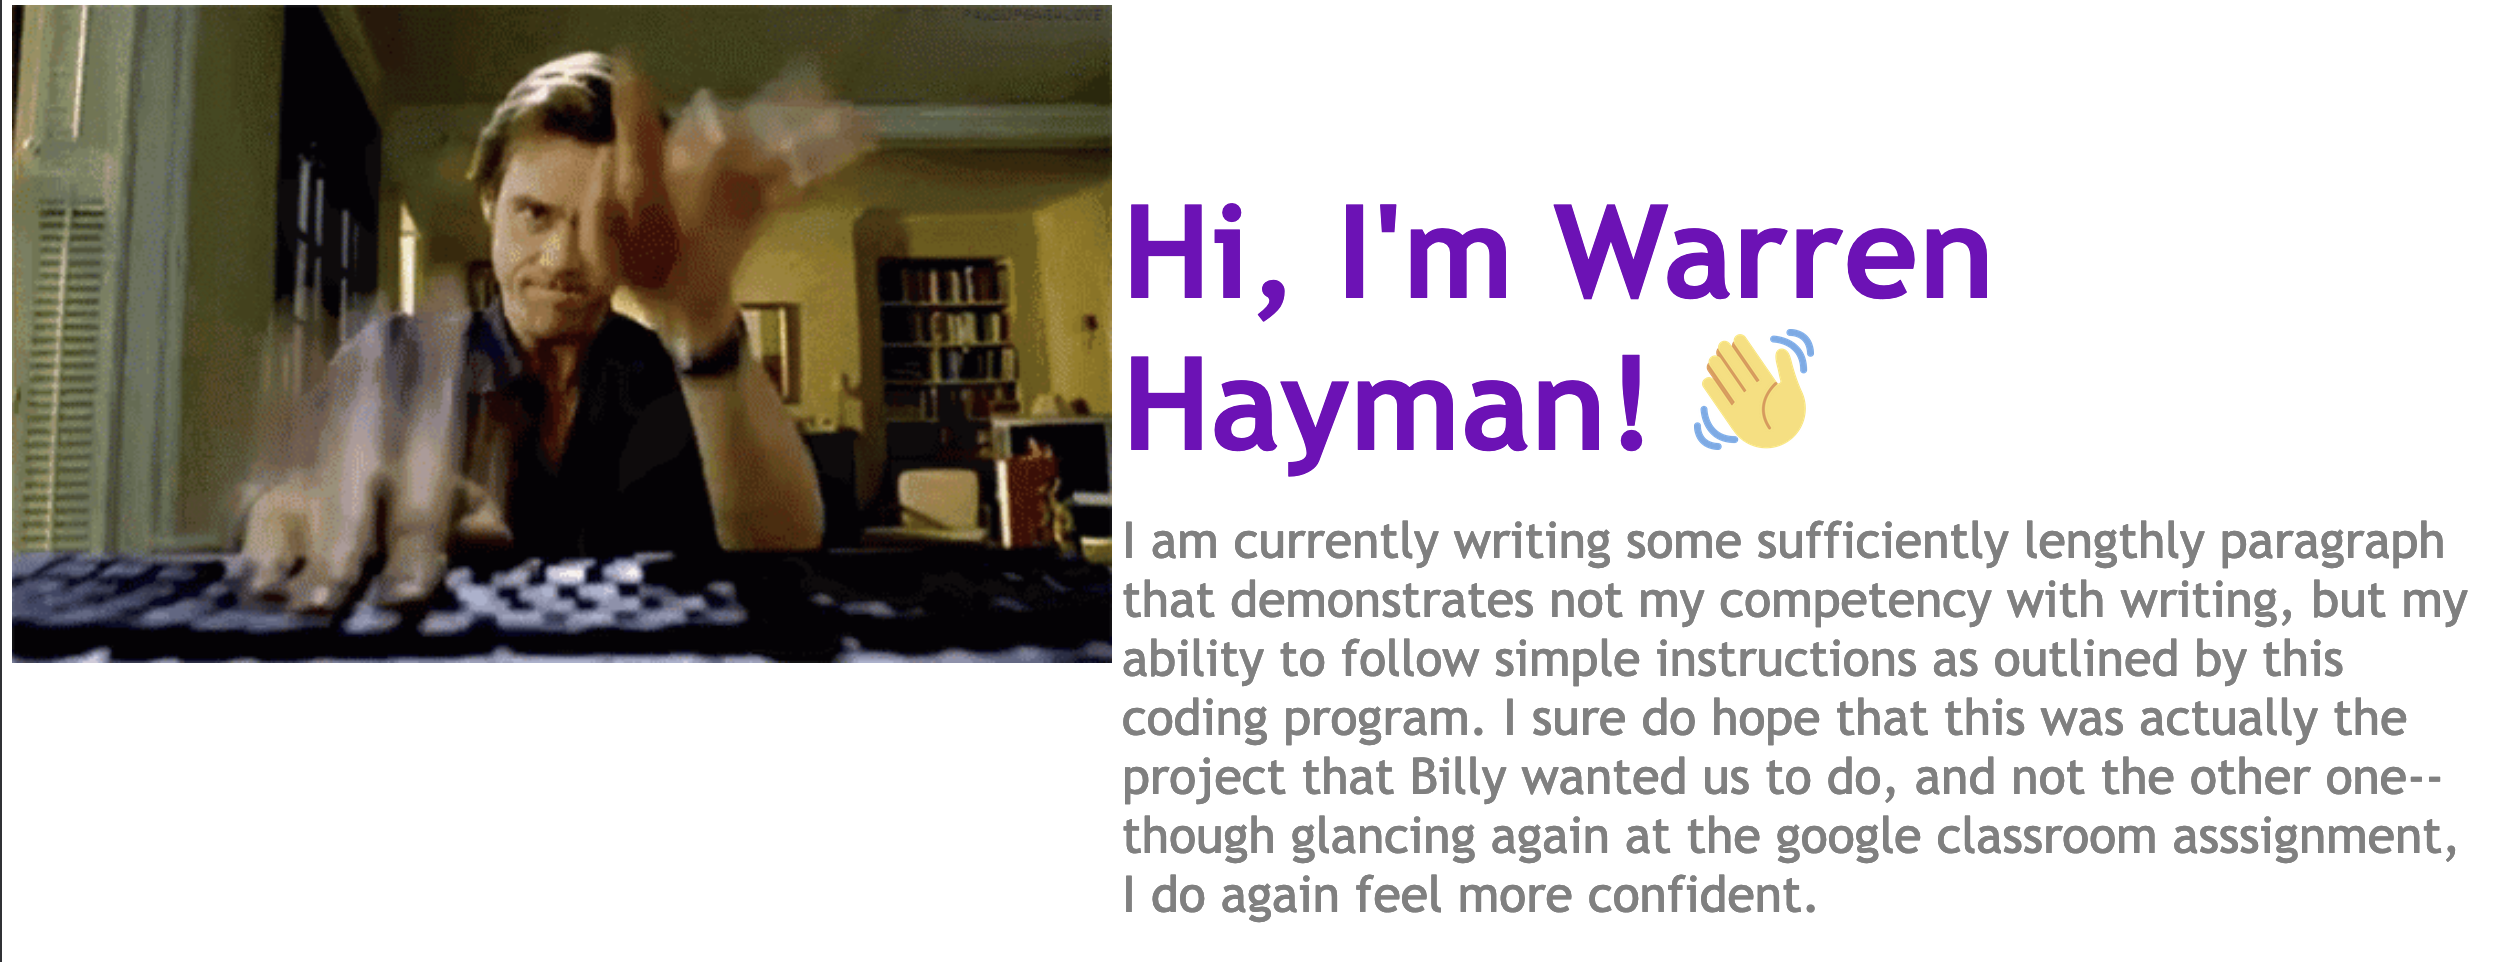 Hi, I'm Warren
Hayman! 👋
I am currently writing some sufficiently lengthly paragraph
that demonstrates not my competency with writing, but my
ability to follow simple instructions as outlined by this
coding program. I sure do hope that this was actually the
project that Billy wanted us to do, and not the other one--
though glancing again at the google classroom asssignment,
I do again feel more confident.